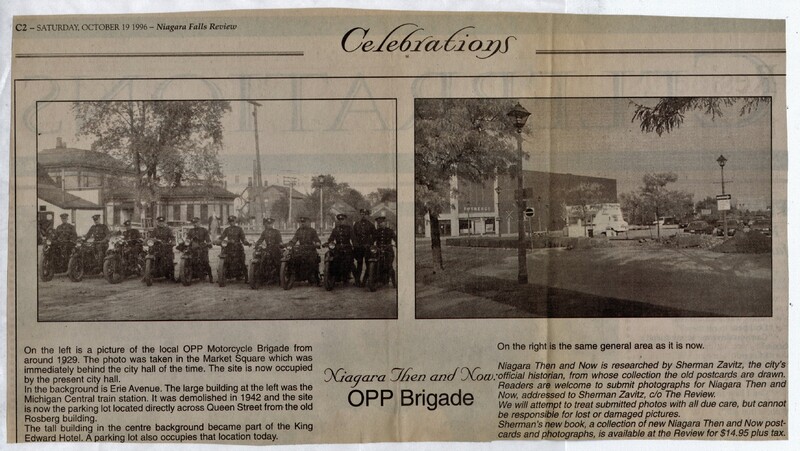 C2 – SATURDAY, OCTOBER 19 1996 – Niagara Falls Review
Celebrations
On the left is a picture of the local OPP Motorcycle Brigade from
around 1929. The photo was taken in the Market Square which was
immediately behind the city hall of the time. The site is now occupied
by the present city hall.
In the background is Erie Avenue. The large building at the left was the
Michigan Central train station. It was demolished in 1942 and the site
is now the parking lot located directly across Queen Street from the old
Rosberg building.
The tall building in the centre background became part of the King
Edward Hotel. A parking lot also occupies that location today.
Niagara Then and Now:
OPP Brigade
On the right is the same general area as it is now.
Niagara Then and Now is researched by Sherman Zavitz, the city's
official historian, from whose collection the old postcards are drawn.
Readers are welcome to submit photographs for Niagara Then and
Now, addressed to Sherman Zavitz, c/o The Review.
We will attempt to treat submitted photos with all due care, but cannot
be responsible for lost or damaged pictures.
Sherman's new book, a collection of new Niagara Then and Now post-
cards and photographs, is available at the Review for $14.95 plus tax.